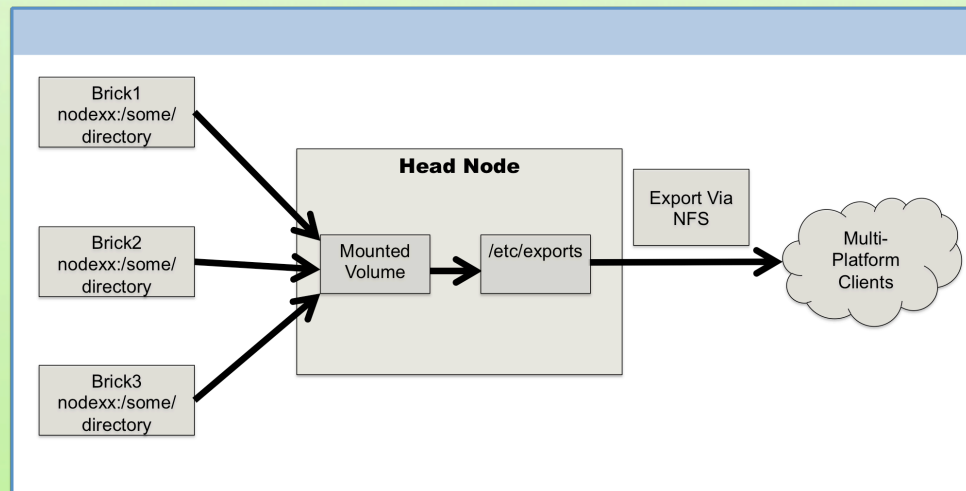 Brick1
nodexx:/some/
directory
Brick2
nodexx:/some/
directory
Brick3
nodexx:/some/
directory
Head Node
Mounted
Volume
/etc/exports
Export Via
NFS
Multi-
Platform
Clients